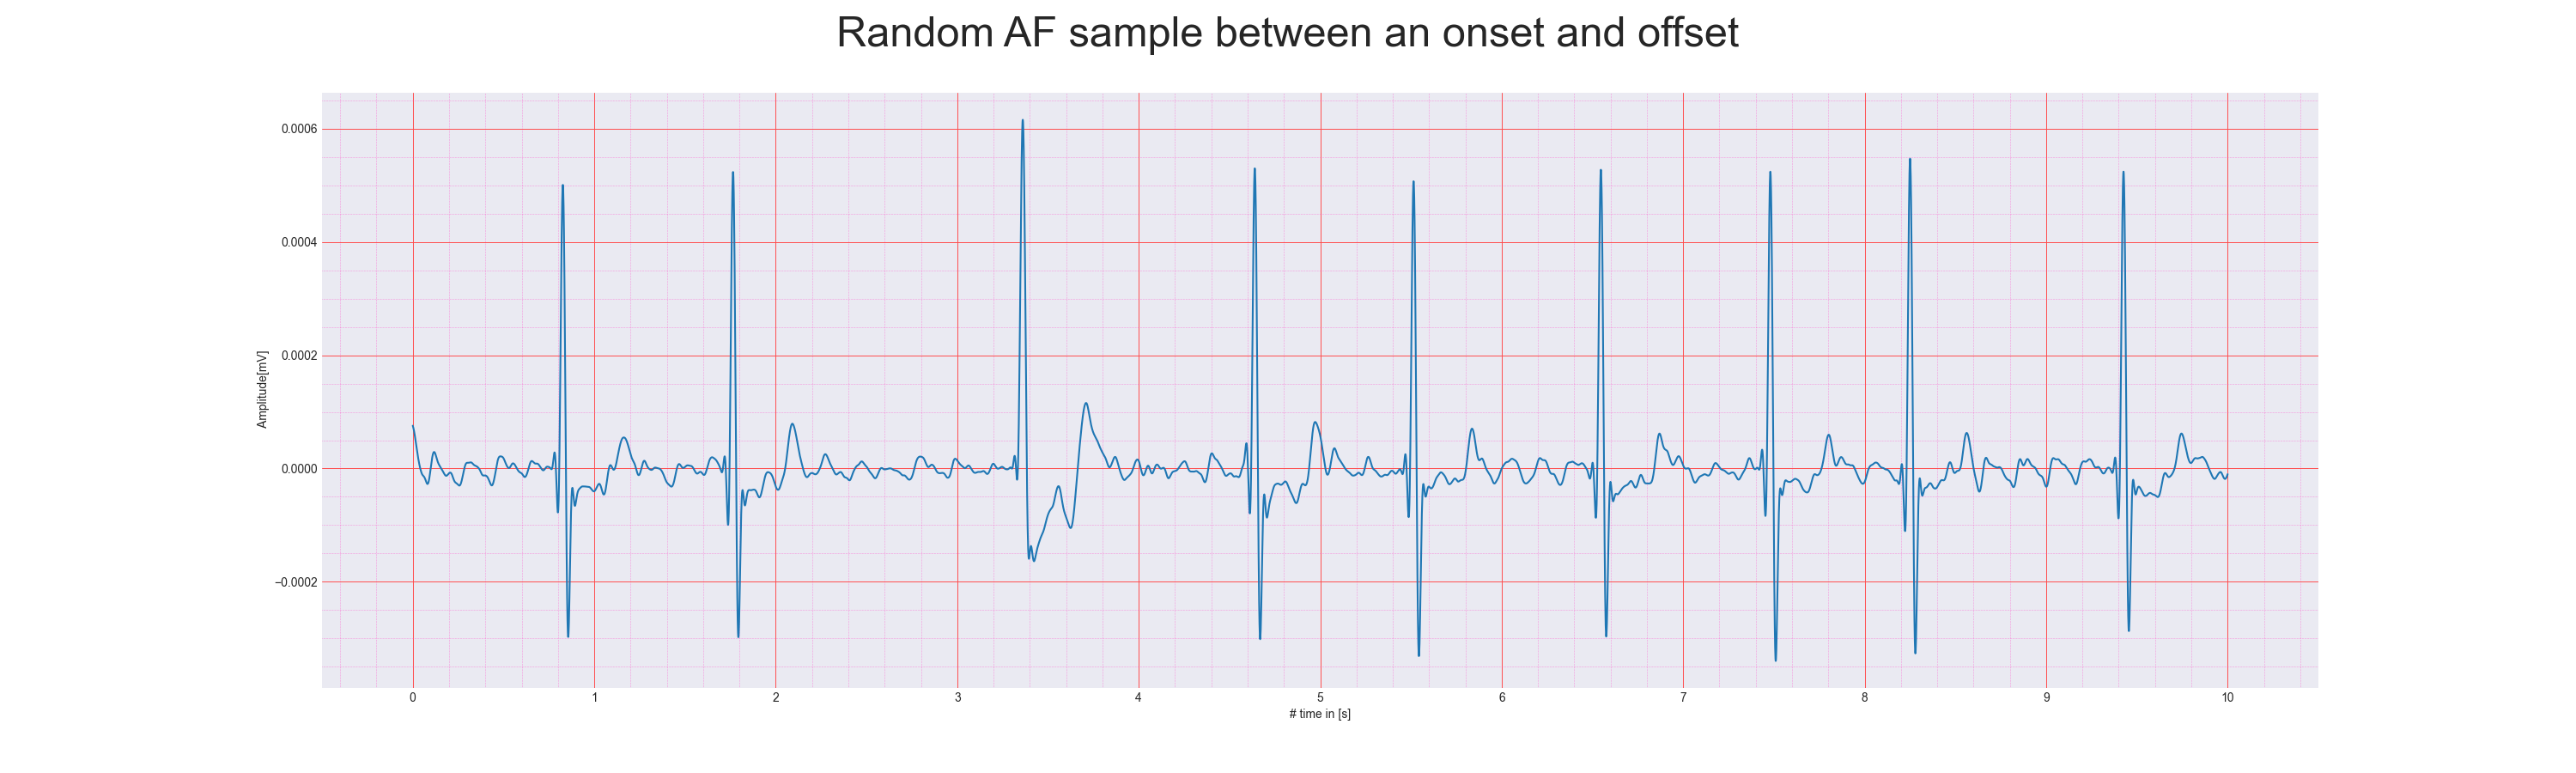 Random AF sample between an onset and offset
0.0006
0.0004
0.0002
0.0000
−0.0002
Amplitude[mV]
0 1 2 3 4 5 6 7 8 9 10
# time in [s]